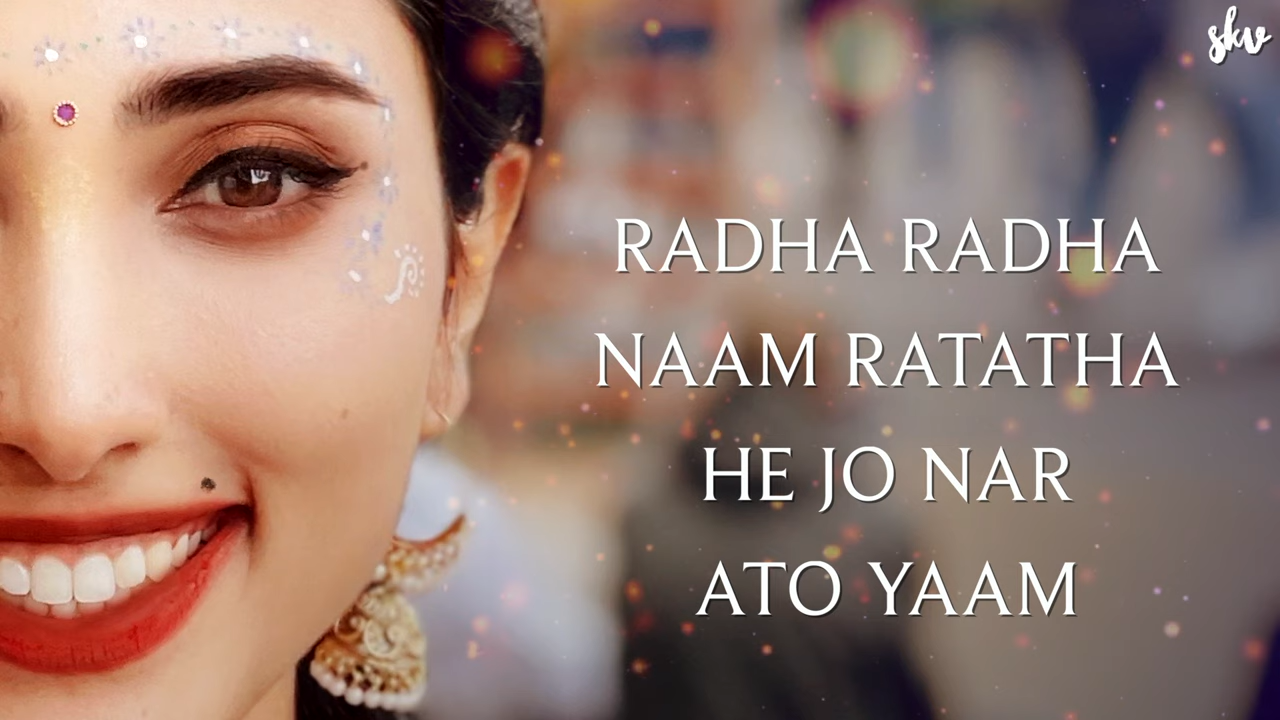 skv
RADHA RADHA
NAAM RATATHA
HE JO NAR
ATO YAAM